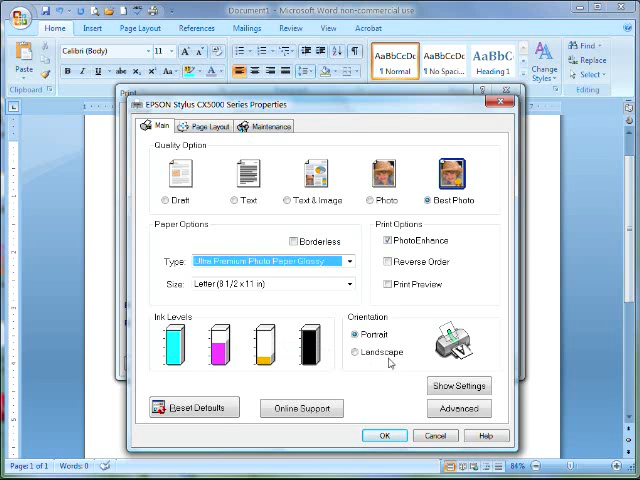 Document1 - Microsoft Word non-commercial use
Home Insert Page Layout References Mailings Review View Acrobat
Calibri (Body) 11
Paste
AaBbCcDc AaBbCcDc AaBbCc
¶ Normal ¶ No Spaci... Heading 1
Change Styles
Find
Replace
Select
Clipboard Font Paragraph Styles Editing
Print
EPSON Stylus CX5000 Series Properties
Main Page Layout Maintenance
Quality Option
Draft Text Text & Image Photo Best Photo
Paper Options
Borderless
Type: Ultra Premium Photo Paper Glossy
Size: Letter (8 1/2 x 11 in)
Print Options
PhotoEnhance
Reverse Order
Print Preview
Ink Levels
Orientation
Portrait
Landscape
Show Settings
Reset Defaults Online Support Advanced
OK Cancel Help
Page: 1 of 1 Words: 0 84%